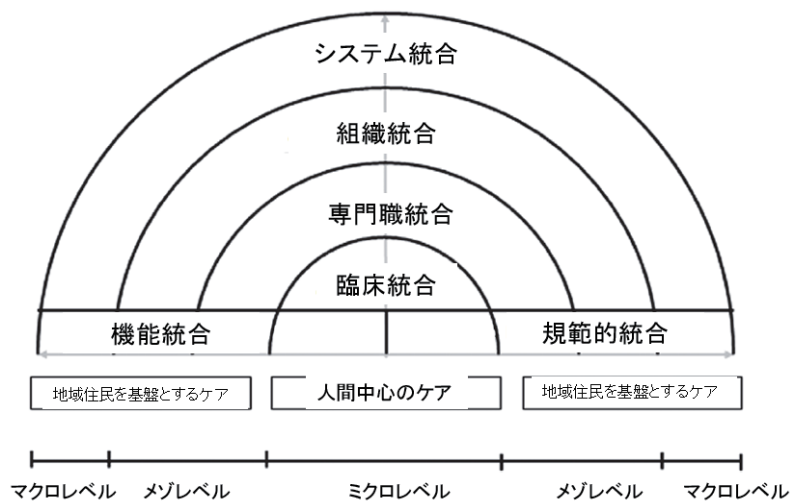 システム統合
組織統合
専門職統合
臨床統合
機能統合
規範的統合
地域住民を基盤とするケア
人間中心のケア
地域住民を基盤とするケア
マクロレベル
メゾレベル
ミクロレベル
メゾレベル
マクロレベル